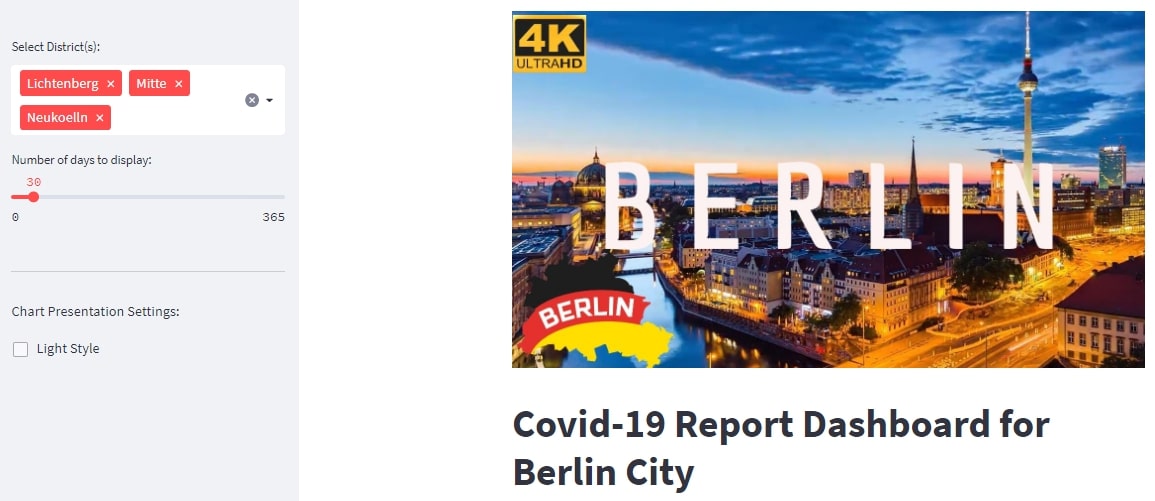 Select District(s):
Lichtenberg × Mitte ×
Neukoelln ×
Number of days to display:
30
0 365
Chart Presentation Settings:
Light Style
4K
ULTRAHD
BERLIN
BERLIN
Covid-19 Report Dashboard for
Berlin City